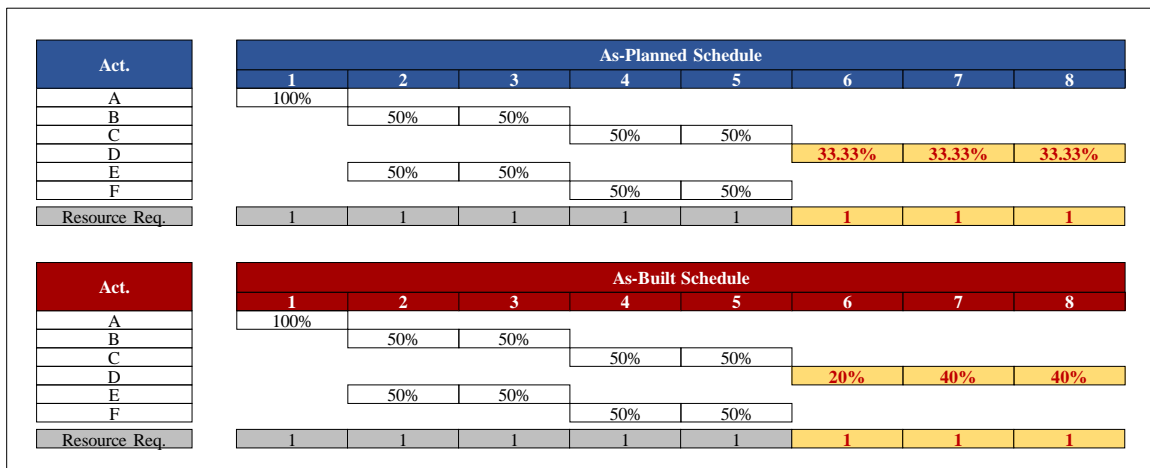 Act. As-Planned Schedule
1 2 3 4 5 6 7 8
A 100%
B 50% 50%
C 50% 50%
D 33.33% 33.33% 33.33%
E 50% 50%
F 50% 50%
Resource Req. 1 1 1 1 1 1 1 1
Act. As-Built Schedule
1 2 3 4 5 6 7 8
A 100%
B 50% 50%
C 50% 50%
D 20% 40% 40%
E 50% 50%
F 50% 50%
Resource Req. 1 1 1 1 1 1 1 1